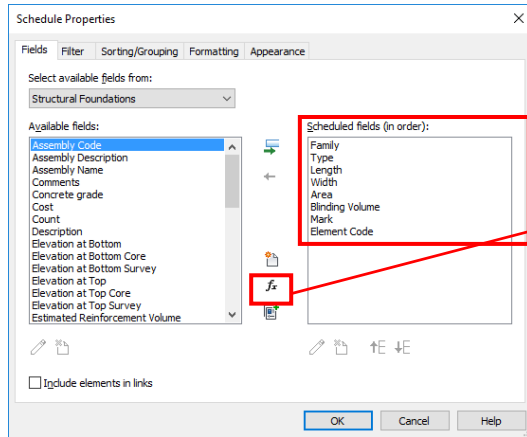 Schedule Properties
Fields Filter Sorting/Grouping Formatting Appearance
Select available fields from:
Structural Foundations
Available fields:
Assembly Code
Assembly Description
Assembly Name
Comments
Concrete grade
Cost
Count
Description
Elevation at Bottom
Elevation at Bottom Core
Elevation at Bottom Survey
Elevation at Top
Elevation at Top Core
Elevation at Top Survey
Estimated Reinforcement Volume
fx
Scheduled fields (in order):
Family
Type
Length
Width
Area
Blinding Volume
Mark
Element Code
Include elements in links
OK Cancel Help